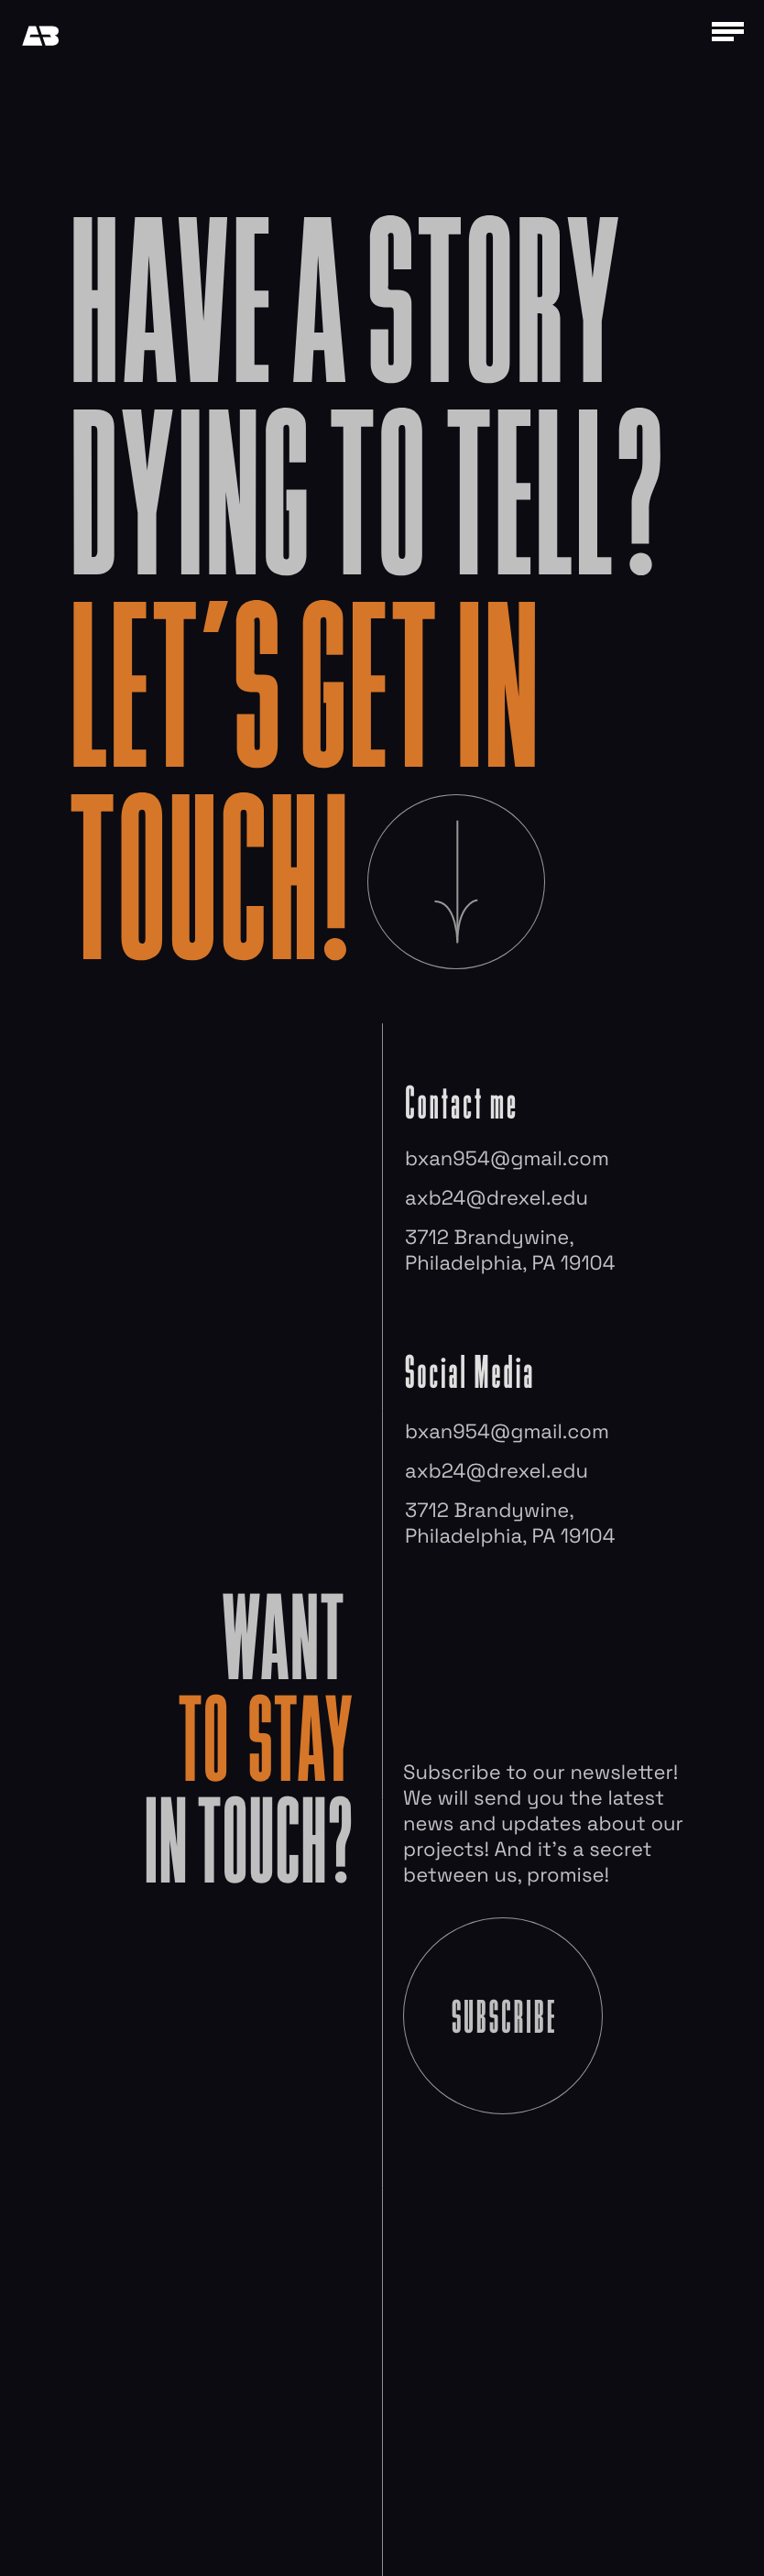 AB
HAVE A STORY
DYING TO TELL?
LET'S GET IN
TOUCH!
Contact me
bxan954@gmail.com
axb24@drexel.edu
3712 Brandywine,
Philadelphia, PA 19104
Social Media
bxan954@gmail.com
axb24@drexel.edu
3712 Brandywine,
Philadelphia, PA 19104
WANT
TO STAY
IN TOUCH?
Subscribe to our newsletter!
We will send you the latest
news and updates about our
projects! And it's a secret
between us, promise!
SUBSCRIBE